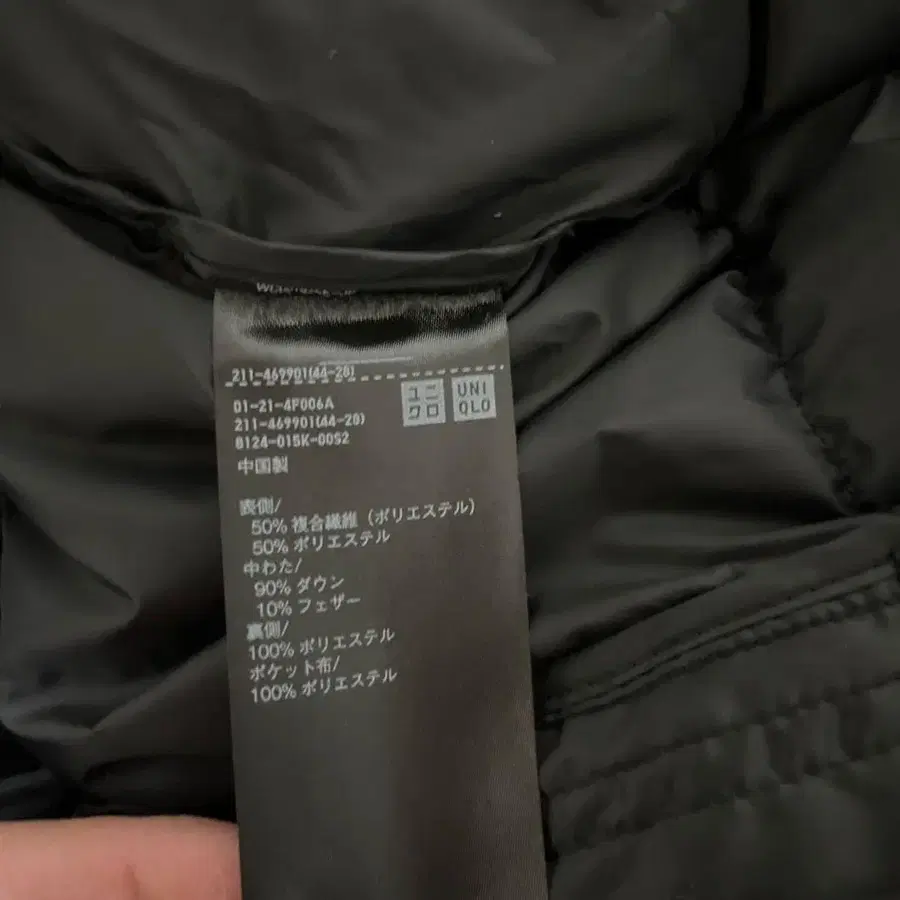 211-469901(44-20)
01-21-4F006A
211-469901(44-20)
8124-015K-00S2
ユニ
クロ
UNI
QLO
中国製
表側/
50% 複合繊維 (ポリエステル)
50% ポリエステル
中わた/
90% ダウン
10% フェザー
裏側/
100% ポリエステル
ポケット布/
100% ポリエステル